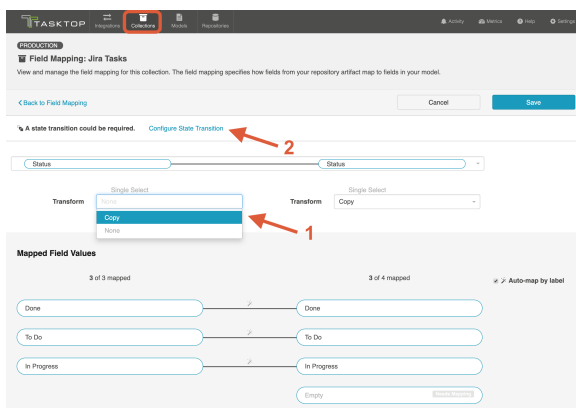 TASKTOP
Integrations Collections Models Repositories Activity Metrics Help Settings
PRODUCTION
Field Mapping: Jira Tasks
View and manage the field mapping for this collection. The field mapping specifies how fields from your repository artifact map to fields in your model.
Back to Field Mapping Cancel Save
A state transition could be required. Configure State Transition
2
Status Status
Single Select Single Select
Transform None Transform Copy
Copy
None
1
Mapped Field Values
3 of 3 mapped 3 of 4 mapped Auto-map by label
Done Done
To Do To Do
In Progress In Progress
Empty